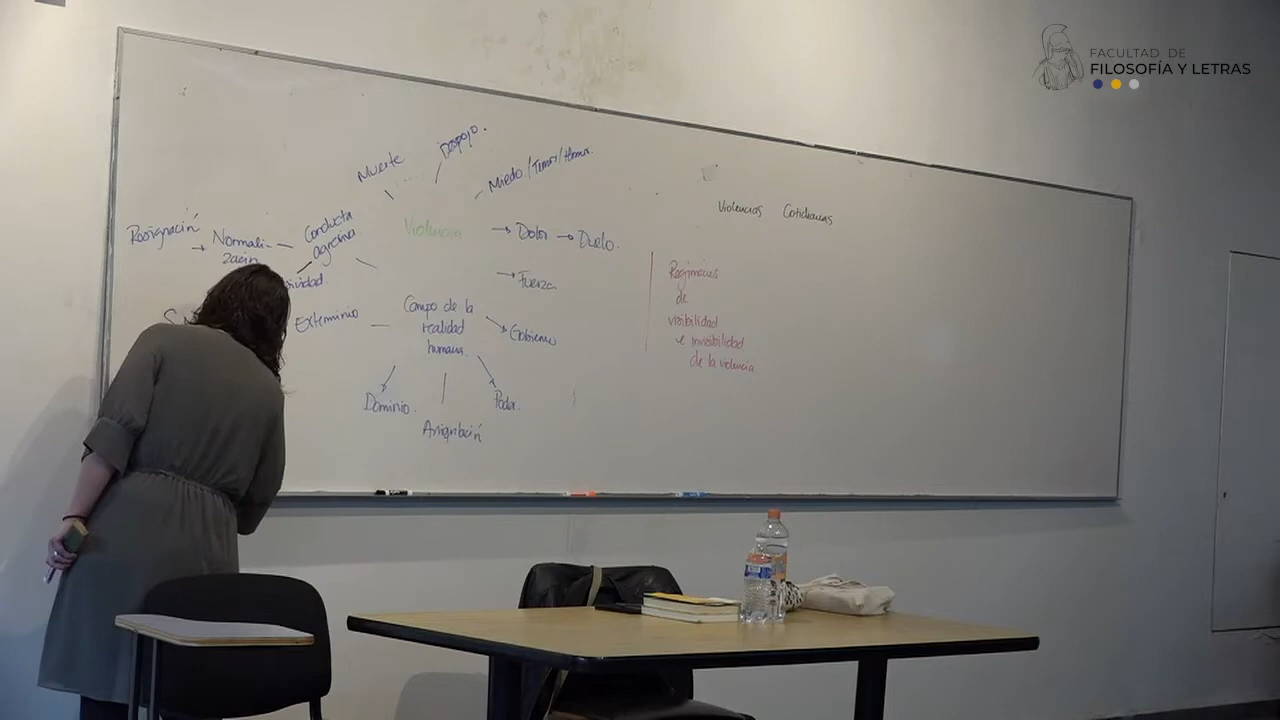 FACULTAD DE
FILOSOFÍA Y LETRAS
Muerte
Despojo.
Miedo/Temor/Horror.
Violencia
Resignación
→ Normali-
zación
Conducta
agresiva
→ Dolor → Duelo.
→ Fuerza
Exterminio
Campo de la
realidad
humana.
Gobierno
Dominio.
Aniquilación
Poder.
Violencias Cotidianas
Regímenes
de
visibilidad
e invisibilidad
de la violencia